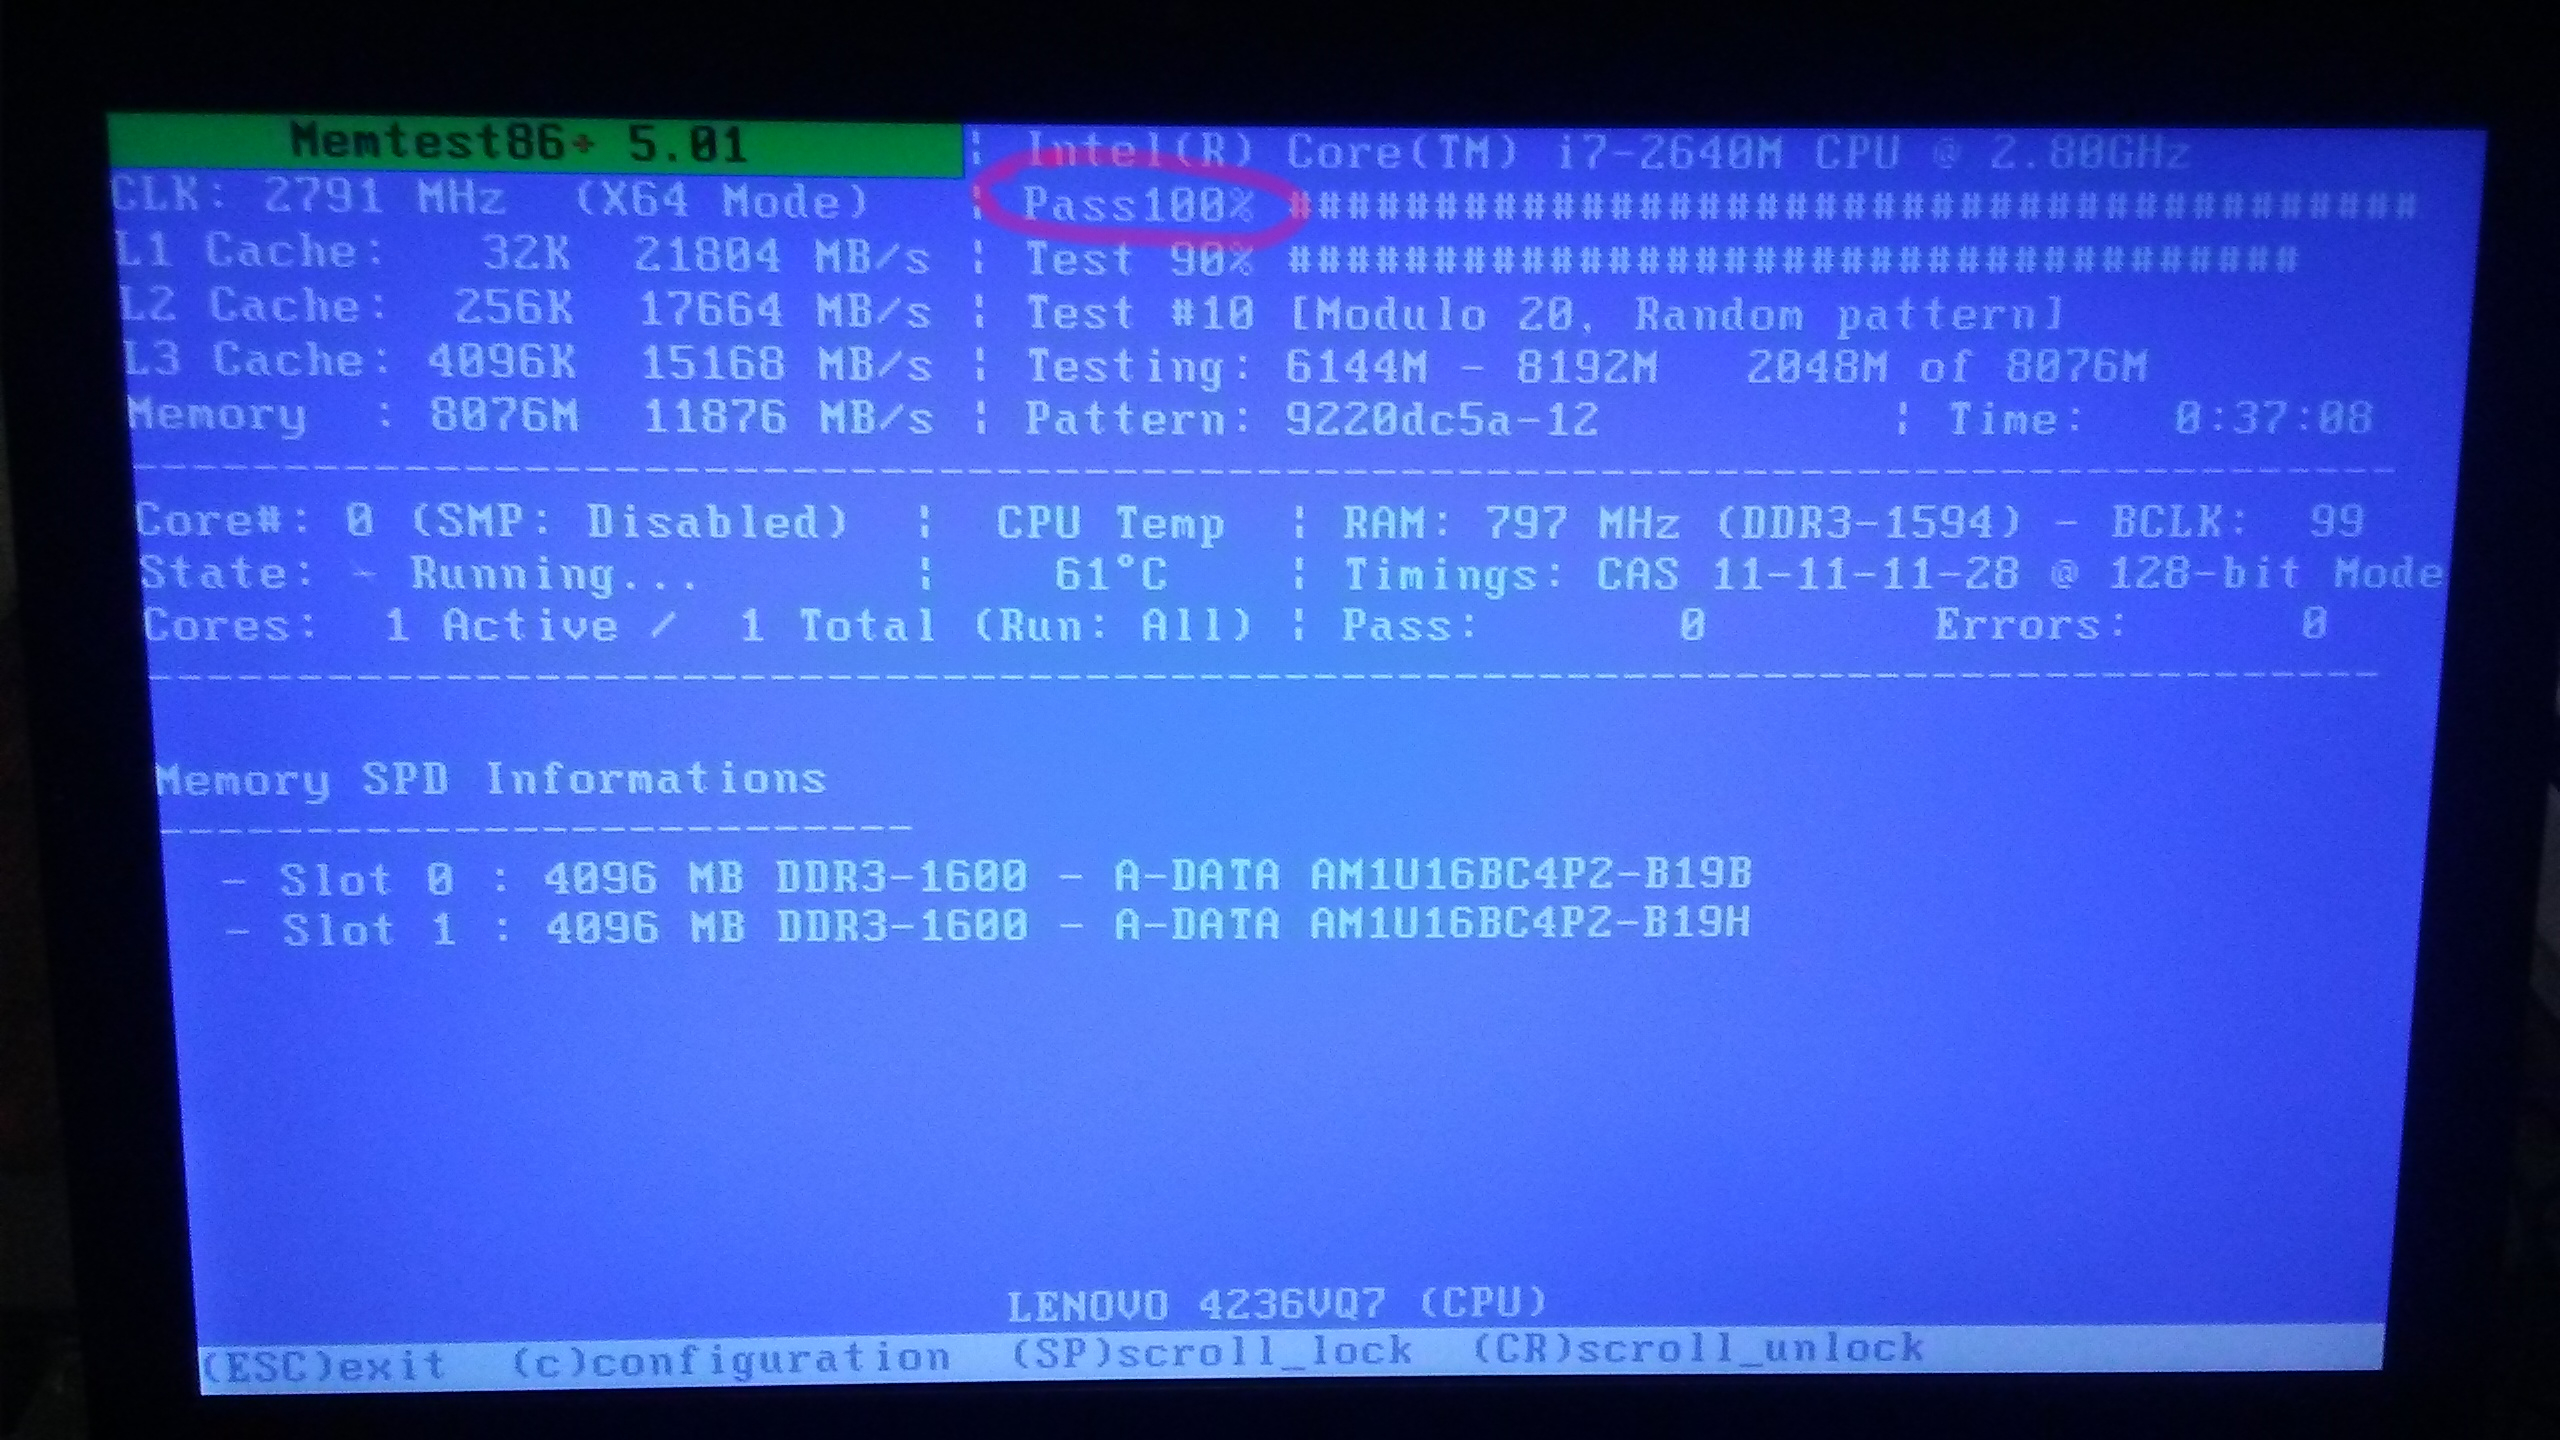 Memtest86+ 5.01 | Intel(R) Core(TM) i7-2640M CPU @ 2.80GHz
CLK: 2791 MHz (X64 Mode) | Pass100% #######################################
L1 Cache: 32K 21804 MB/s | Test 90% ###################################
L2 Cache: 256K 17664 MB/s | Test #10 [Modulo 20, Random pattern]
L3 Cache: 4096K 15168 MB/s | Testing: 6144M - 8192M 2048M of 8076M
Memory : 8076M 11876 MB/s | Pattern: 9220dc5a-12 | Time: 0:37:08
Core#: 0 (SMP: Disabled) | CPU Temp | RAM: 797 MHz (DDR3-1594) - BCLK: 99
State: - Running... | 61°C | Timings: CAS 11-11-11-28 @ 128-bit Mode
Cores: 1 Active / 1 Total (Run: All) | Pass: 0 Errors: 0
Memory SPD Informations
- Slot 0 : 4096 MB DDR3-1600 - A-DATA AM1U16BC4P2-B19B
- Slot 1 : 4096 MB DDR3-1600 - A-DATA AM1U16BC4P2-B19H
LENOVO 4236VQ7 (CPU)
(ESC)exit (c)configuration (SP)scroll_lock (CR)scroll_unlock